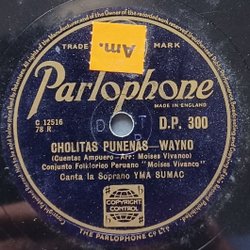 Am.
TRADE MARK
Parlophone
MADE IN ENGLAND
C 12516
78 R
D.P. 300
CHOLITAS PUNEÑAS—WAYNO
(Cuentas Ampuero—Arr: Moises Vivanco)
Conjunto Folklorico Peruano "Moises Vivanco"
Canta la Soprano YMA SUMAC
COPYRIGHT
CONTROL
THE PARLOPHONE CO. LTD.